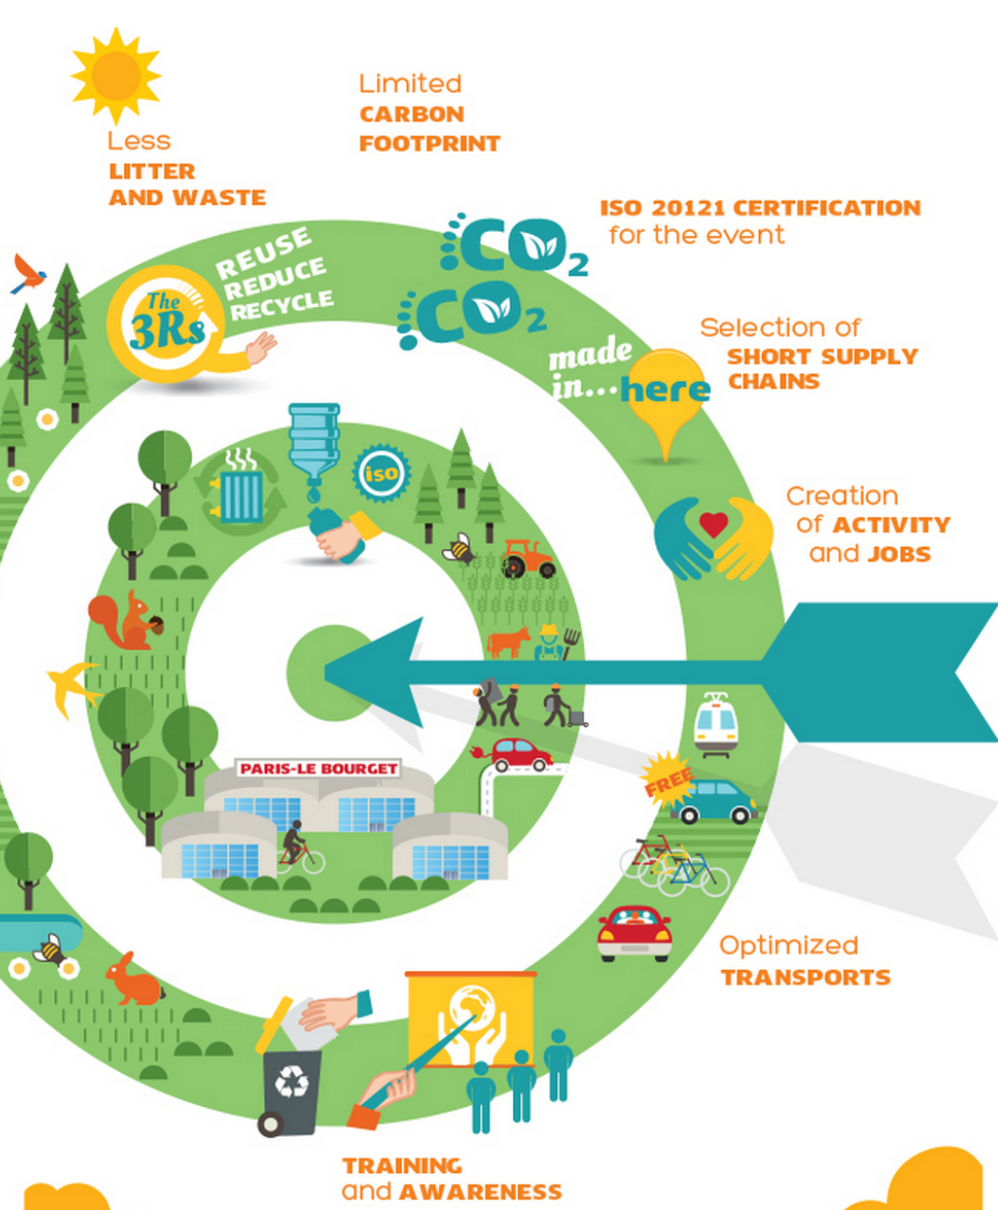 Less
LITTER
AND WASTE
Limited
CARBON
FOOTPRINT
ISO 20121 CERTIFICATION
for the event
REUSE
REDUCE
RECYCLE
The
3Rs
CO2
CO2
made
in...here
Selection of
SHORT SUPPLY
CHAINS
iso
Creation
of ACTIVITY
and JOBS
PARIS-LE BOURGET
FREE
Optimized
TRANSPORTS
TRAINING
and AWARENESS